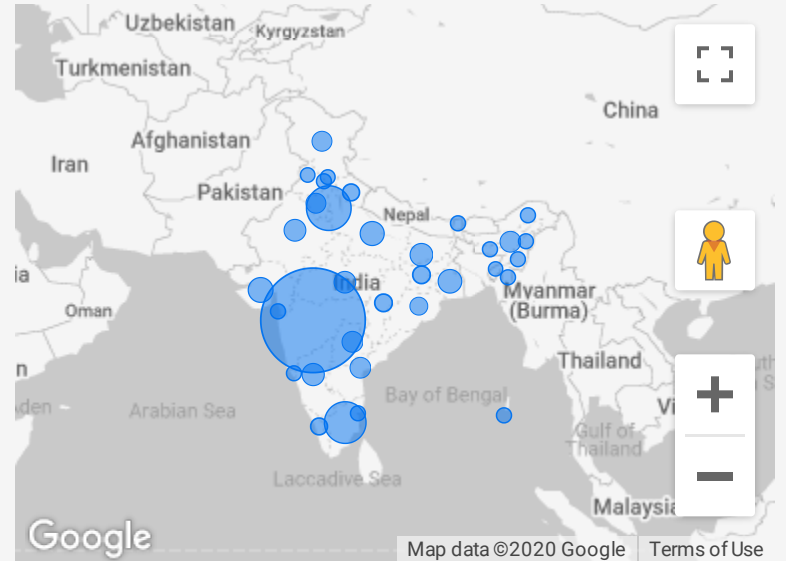 Uzbekistan
Kyrgyzstan
Turkmenistan
China
Afghanistan
Iran
Pakistan
Nepal
India
Oman
Myanmar
(Burma)
Thailand
Bay of Bengal
Arabian Sea
Gulf of
Thailand
Laccadive Sea
Malaysia
Google
Map data ©2020 Google
Terms of Use